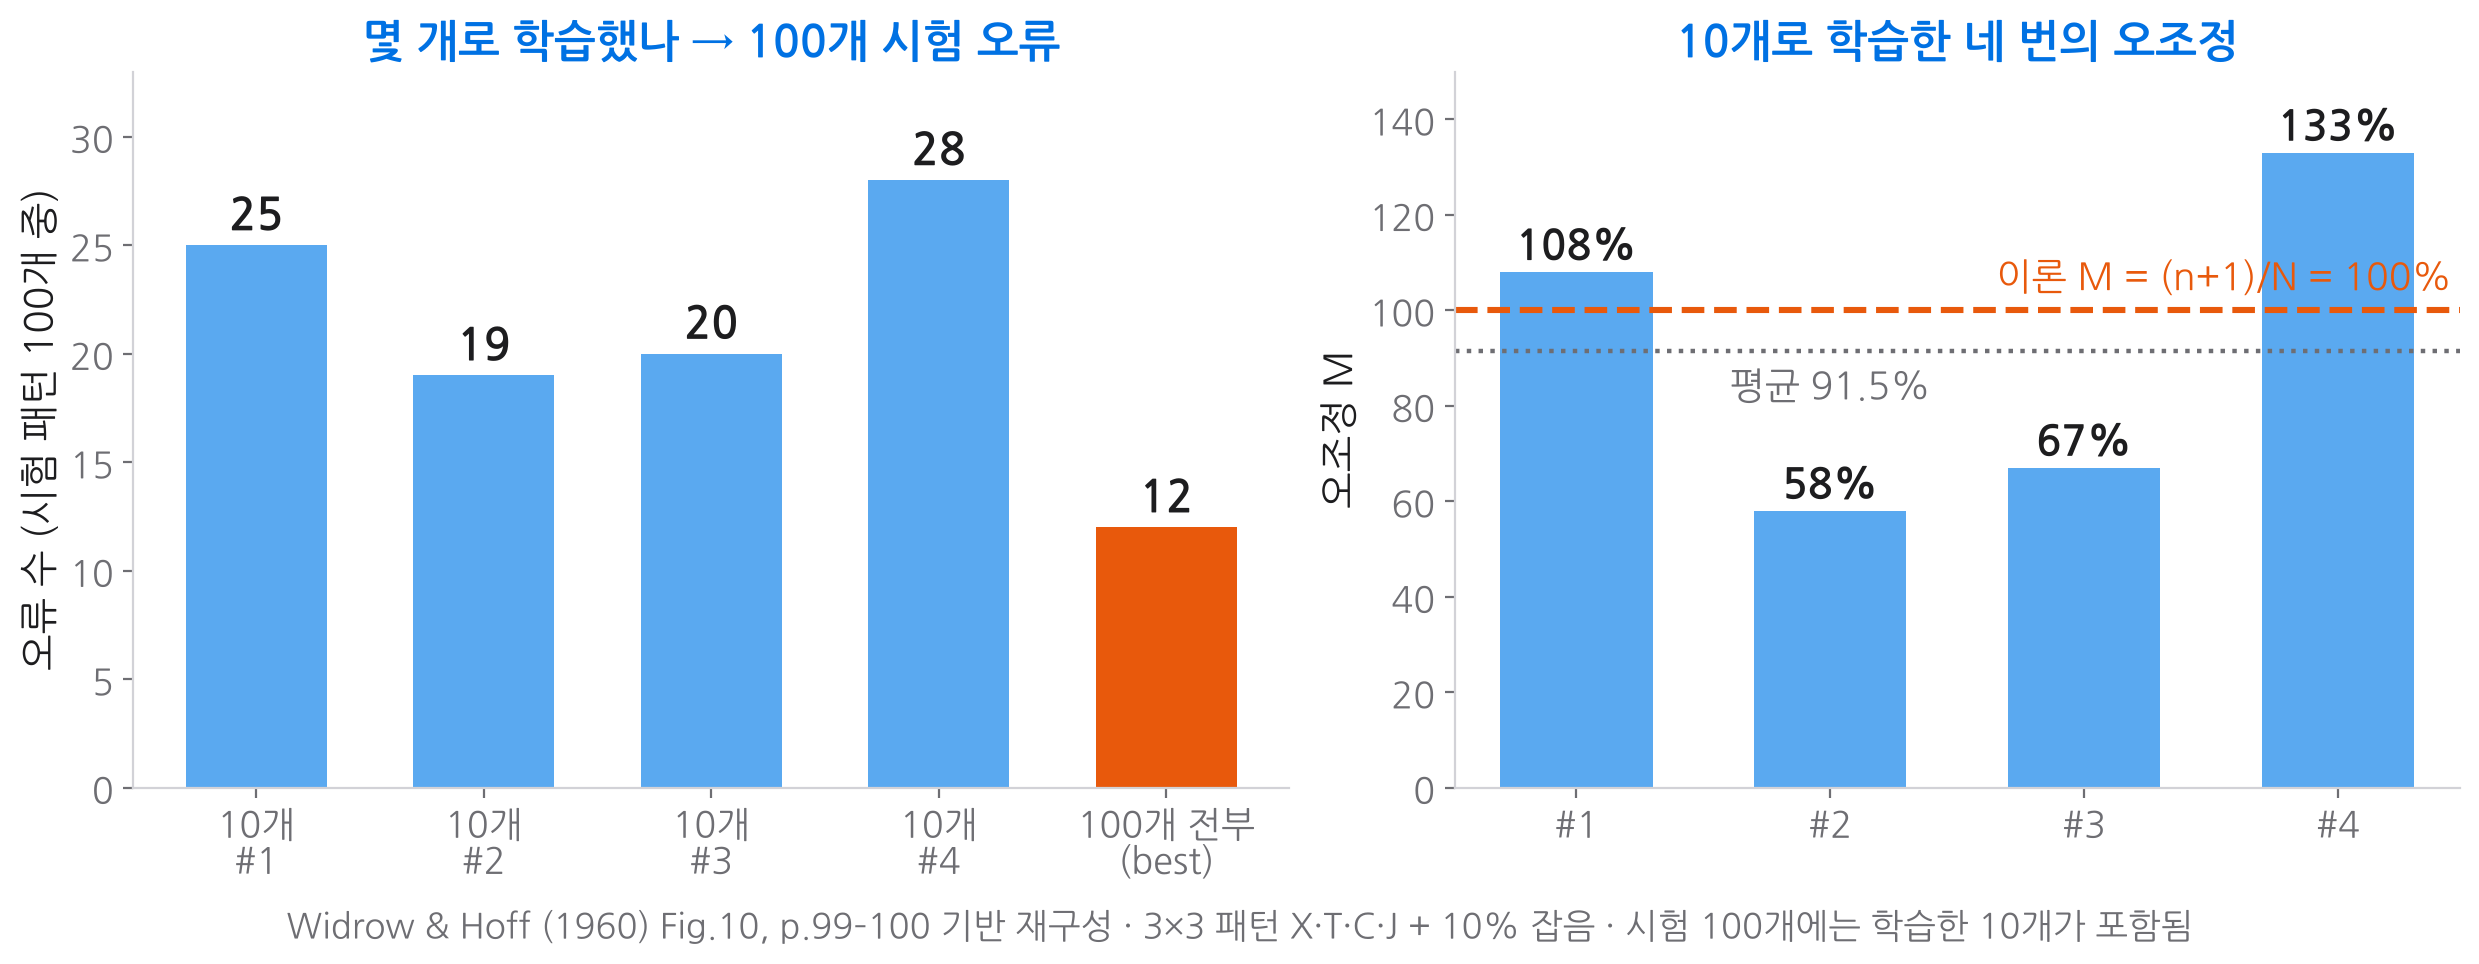 몇 개로 학습했나 → 100개 시험 오류
오류 수 (시험 패턴 100개 중)
30
25
20
15
10
5
0
25
19
20
28
12
10개
#1
10개
#2
10개
#3
10개
#4
100개 전부
(best)
10개로 학습한 네 번의 오조정
오조정 M
140
120
100
80
60
40
20
0
108%
58%
67%
133%
이론 M = (n+1)/N = 100%
평균 91.5%
#1
#2
#3
#4
Widrow & Hoff (1960) Fig.10, p.99-100 기반 재구성 · 3×3 패턴 X·T·C·J + 10% 잡음 · 시험 100개에는 학습한 10개가 포함됨